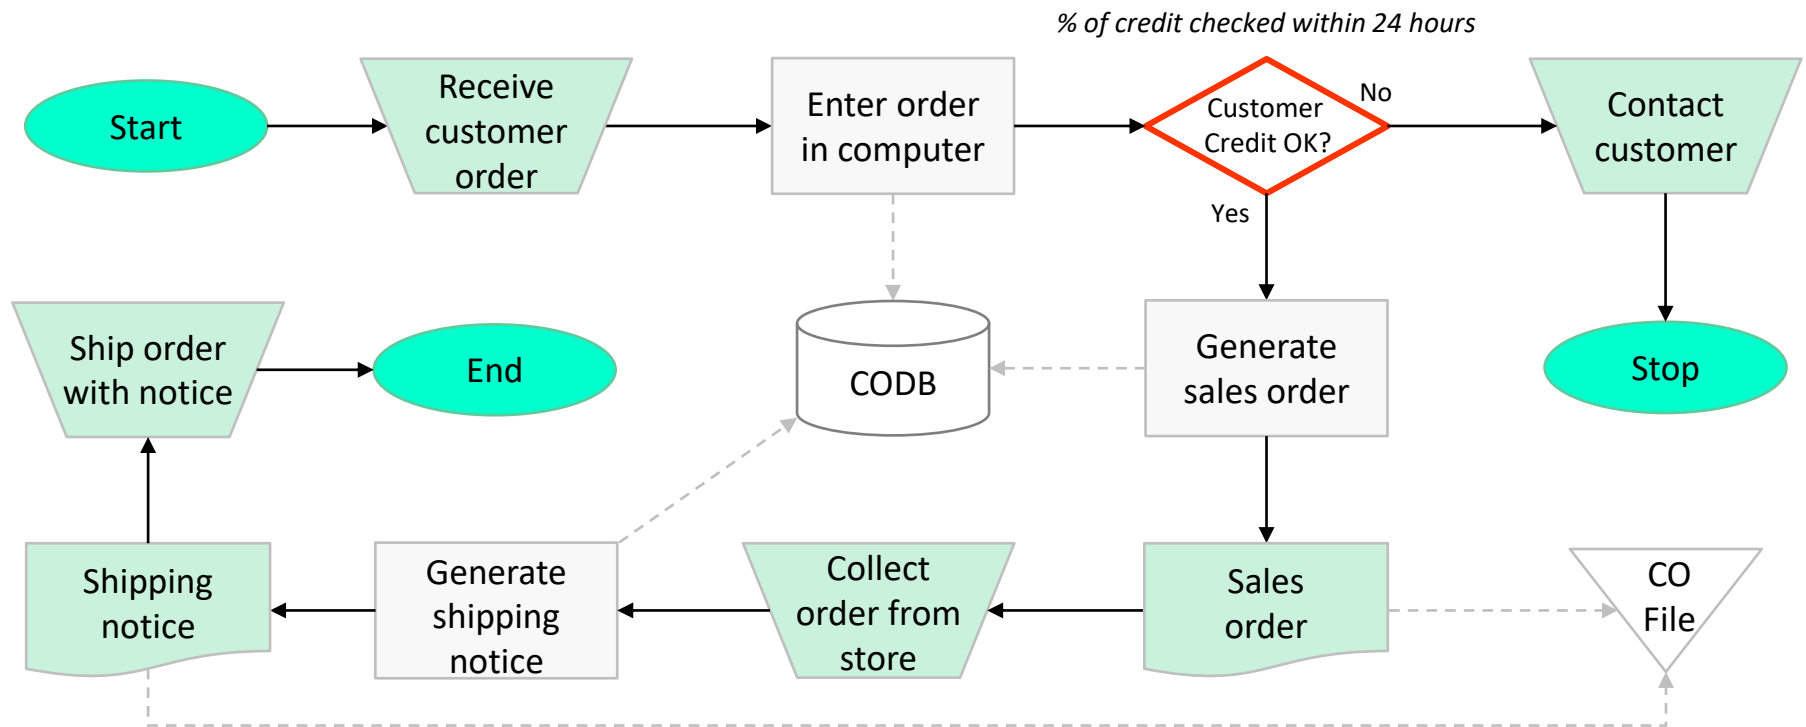 % of credit checked within 24 hours
Start
Receive
customer
order
Enter order
in computer
Customer
Credit OK?
No
Contact
customer
Yes
Ship order
with notice
End
CODB
Generate
sales order
Stop
Shipping
notice
Generate
shipping
notice
Collect
order from
store
Sales
order
CO
File